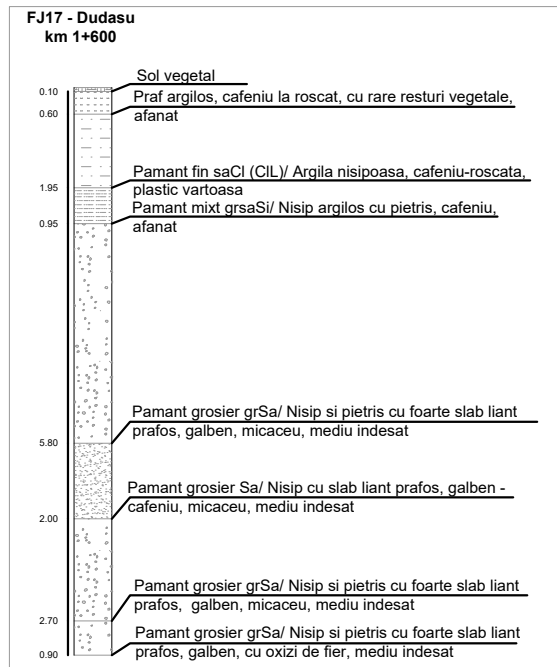 FJ17 - Dudasu
km 1+600
Sol vegetal
0.10
Praf argilos, cafeniu la roscat, cu rare resturi vegetale,
0.60
afanat
Pamant fin saCl (ClL)/ Argila nisipoasa, cafeniu-roscata,
1.95
plastic vartoasa
Pamant mixt grsaSi/ Nisip argilos cu pietris, cafeniu,
0.95
afanat
Pamant grosier grSa/ Nisip si pietris cu foarte slab liant
5.80
prafos, galben, micaceu, mediu indesat
Pamant grosier Sa/ Nisip cu slab liant prafos, galben -
cafeniu, micaceu, mediu indesat
2.00
Pamant grosier grSa/ Nisip si pietris cu foarte slab liant
prafos, galben, micaceu, mediu indesat
2.70
Pamant grosier grSa/ Nisip si pietris cu foarte slab liant
prafos, galben, cu oxizi de fier, mediu indesat
0.90